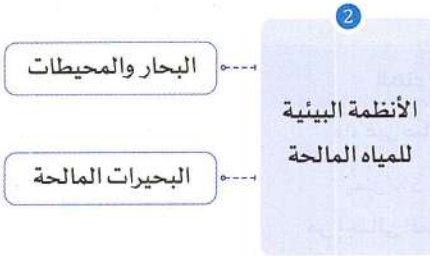 2
الأنظمة البيئية
للمياه المالحة
البحار والمحيطات
البحيرات المالحة